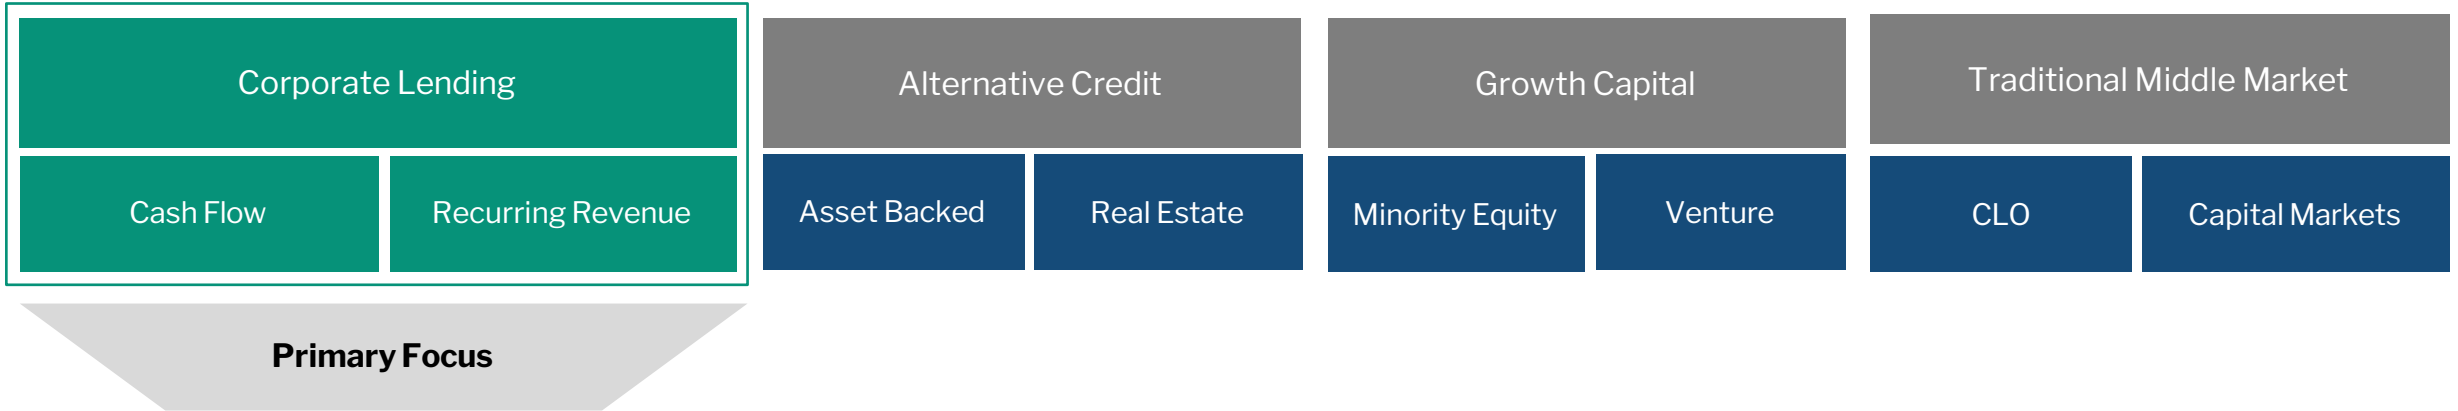 Corporate Lending
Alternative Credit
Growth Capital
Traditional Middle Market
Cash Flow
Recurring Revenue
Asset Backed
Real Estate
Minority Equity
Venture
CLO
Capital Markets
Primary Focus